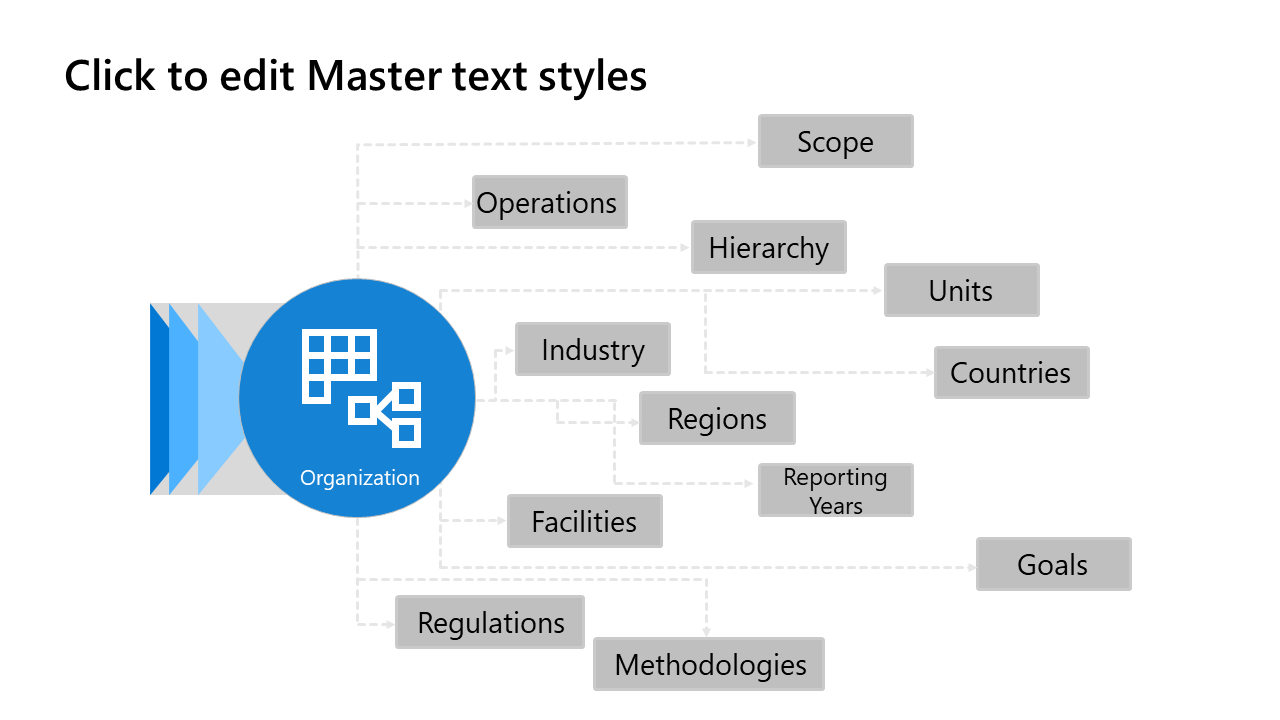 Click to edit Master text styles
Scope
Operations
Hierarchy
Units
Industry
Countries
Regions
Organization
Reporting
Years
Facilities
Goals
Regulations
Methodologies